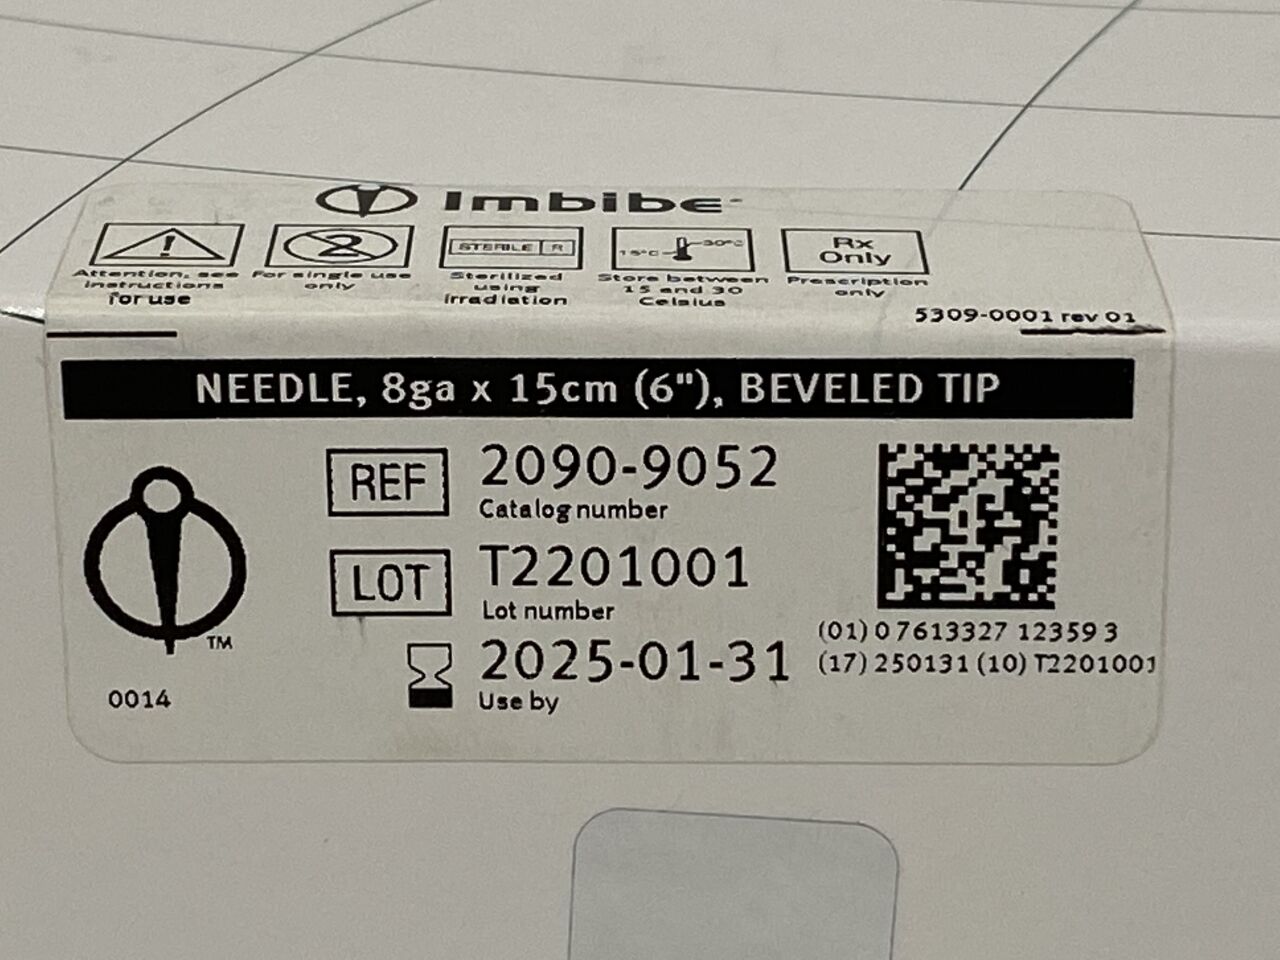 Imbibe
STERILE R
15°C 30°C
Rx
Only
Attention, see
instructions
for use
For single use
only
Sterilized
using
irradiation
Store between
15 and 30
Celsius
Prescription
only
5309-0001 rev 01
NEEDLE, 8ga x 15cm (6"), BEVELED TIP
REF 2090-9052
Catalog number
LOT T2201001
Lot number
2025-01-31
Use by
TM
0014
(01) 0 7613327 12359 3
(17) 250131 (10) T2201001